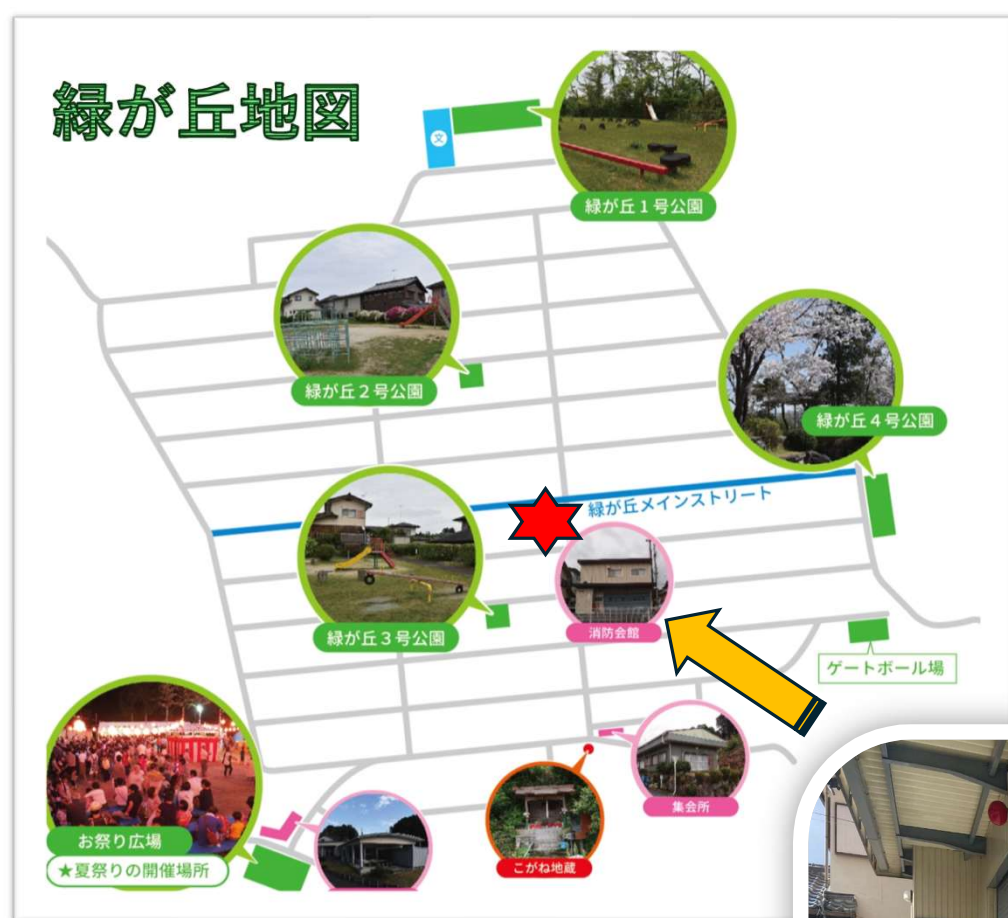 緑が丘地図
文
緑が丘1号公園
緑が丘2号公園
緑が丘4号公園
緑が丘メインストリート
緑が丘3号公園
消防会館
ゲートボール場
集会所
お祭り広場
★夏祭りの開催場所
こがね地蔵